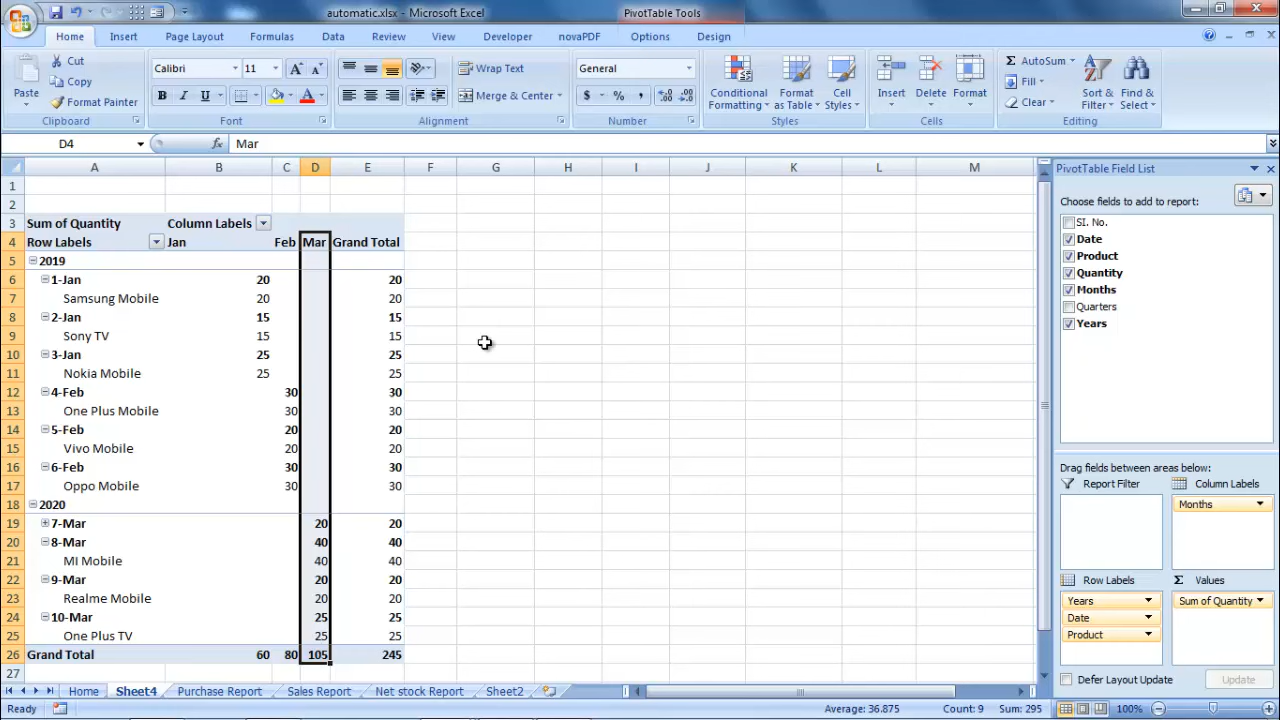 automatic.xlsx - Microsoft Excel
PivotTable Tools
Home Insert Page Layout Formulas Data Review View Developer novaPDF Options Design
Paste
Cut
Copy
Format Painter
Clipboard
Calibri 11
B I U A
Font
Wrap Text
Merge & Center
Alignment
General
$ % ,
Number
Conditional Formatting
Format as Table
Cell Styles
Styles
Insert Delete Format
Cells
Σ AutoSum
Fill
Clear
Sort & Filter
Find & Select
Editing
D4 fx Mar
A B C D E F G H I J K L M
1
2
3 Sum of Quantity Column Labels
4 Row Labels Jan Feb Mar Grand Total
5 2019
6 1-Jan 20 20
7 Samsung Mobile 20 20
8 2-Jan 15 15
9 Sony TV 15 15
10 3-Jan 25 25
11 Nokia Mobile 25 25
12 4-Feb 30 30
13 One Plus Mobile 30 30
14 5-Feb 20 20
15 Vivo Mobile 20 20
16 6-Feb 30 30
17 Oppo Mobile 30 30
18 2020
19 7-Mar 20 20
20 8-Mar 40 40
21 MI Mobile 40 40
22 9-Mar 20 20
23 Realme Mobile 20 20
24 10-Mar 25 25
25 One Plus TV 25 25
26 Grand Total 60 80 105 245
27
PivotTable Field List
Choose fields to add to report:
SI. No.
Date
Product
Quantity
Months
Quarters
Years
Drag fields between areas below:
Report Filter Column Labels
Months
Row Labels Σ Values
Years Sum of Quantity
Date
Product
Defer Layout Update Update
Home Sheet4 Purchase Report Sales Report Net stock Report Sheet2
Ready Average: 36.875 Count: 9 Sum: 295 100%